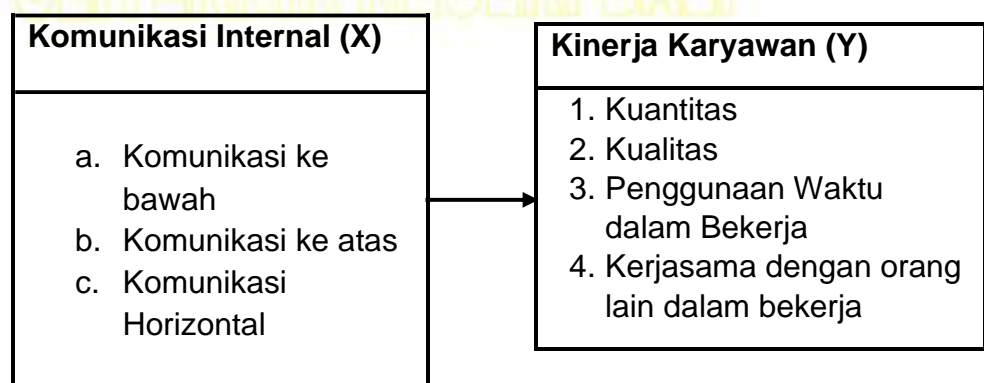 Komunikasi Internal (X)
a. Komunikasi ke
bawah
b. Komunikasi ke atas
c. Komunikasi
Horizontal
Kinerja Karyawan (Y)
1. Kuantitas
2. Kualitas
3. Penggunaan Waktu
dalam Bekerja
4. Kerjasama dengan orang
lain dalam bekerja